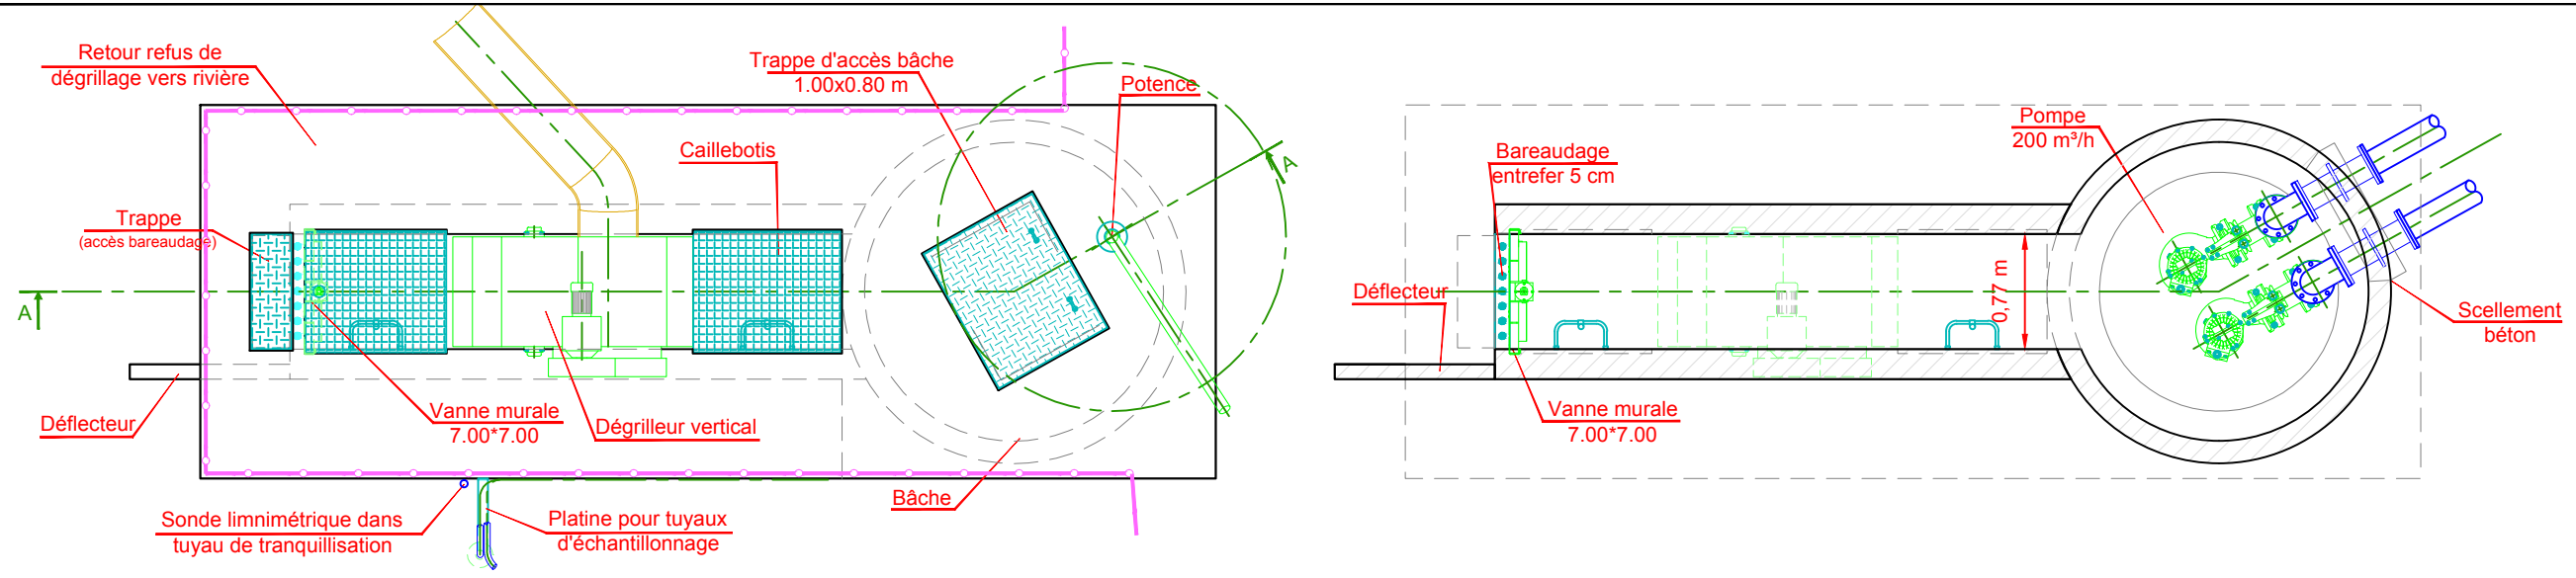 Retour refus de
dégrillage vers rivière
Trappe d'accès bâche
1.00x0.80 m
Potence
Caillebotis
Trappe
(accès bareaudage)
A
A
Déflecteur
Vanne murale
7.00*7.00
Dégrilleur vertical
Bâche
Sonde limnimétrique dans
tuyau de tranquillisation
Platine pour tuyaux
d'échantillonnage
Pompe
200 m³/h
Bareaudage
entrefer 5 cm
Déflecteur
0,77 m
Vanne murale
7.00*7.00
Scellement
béton